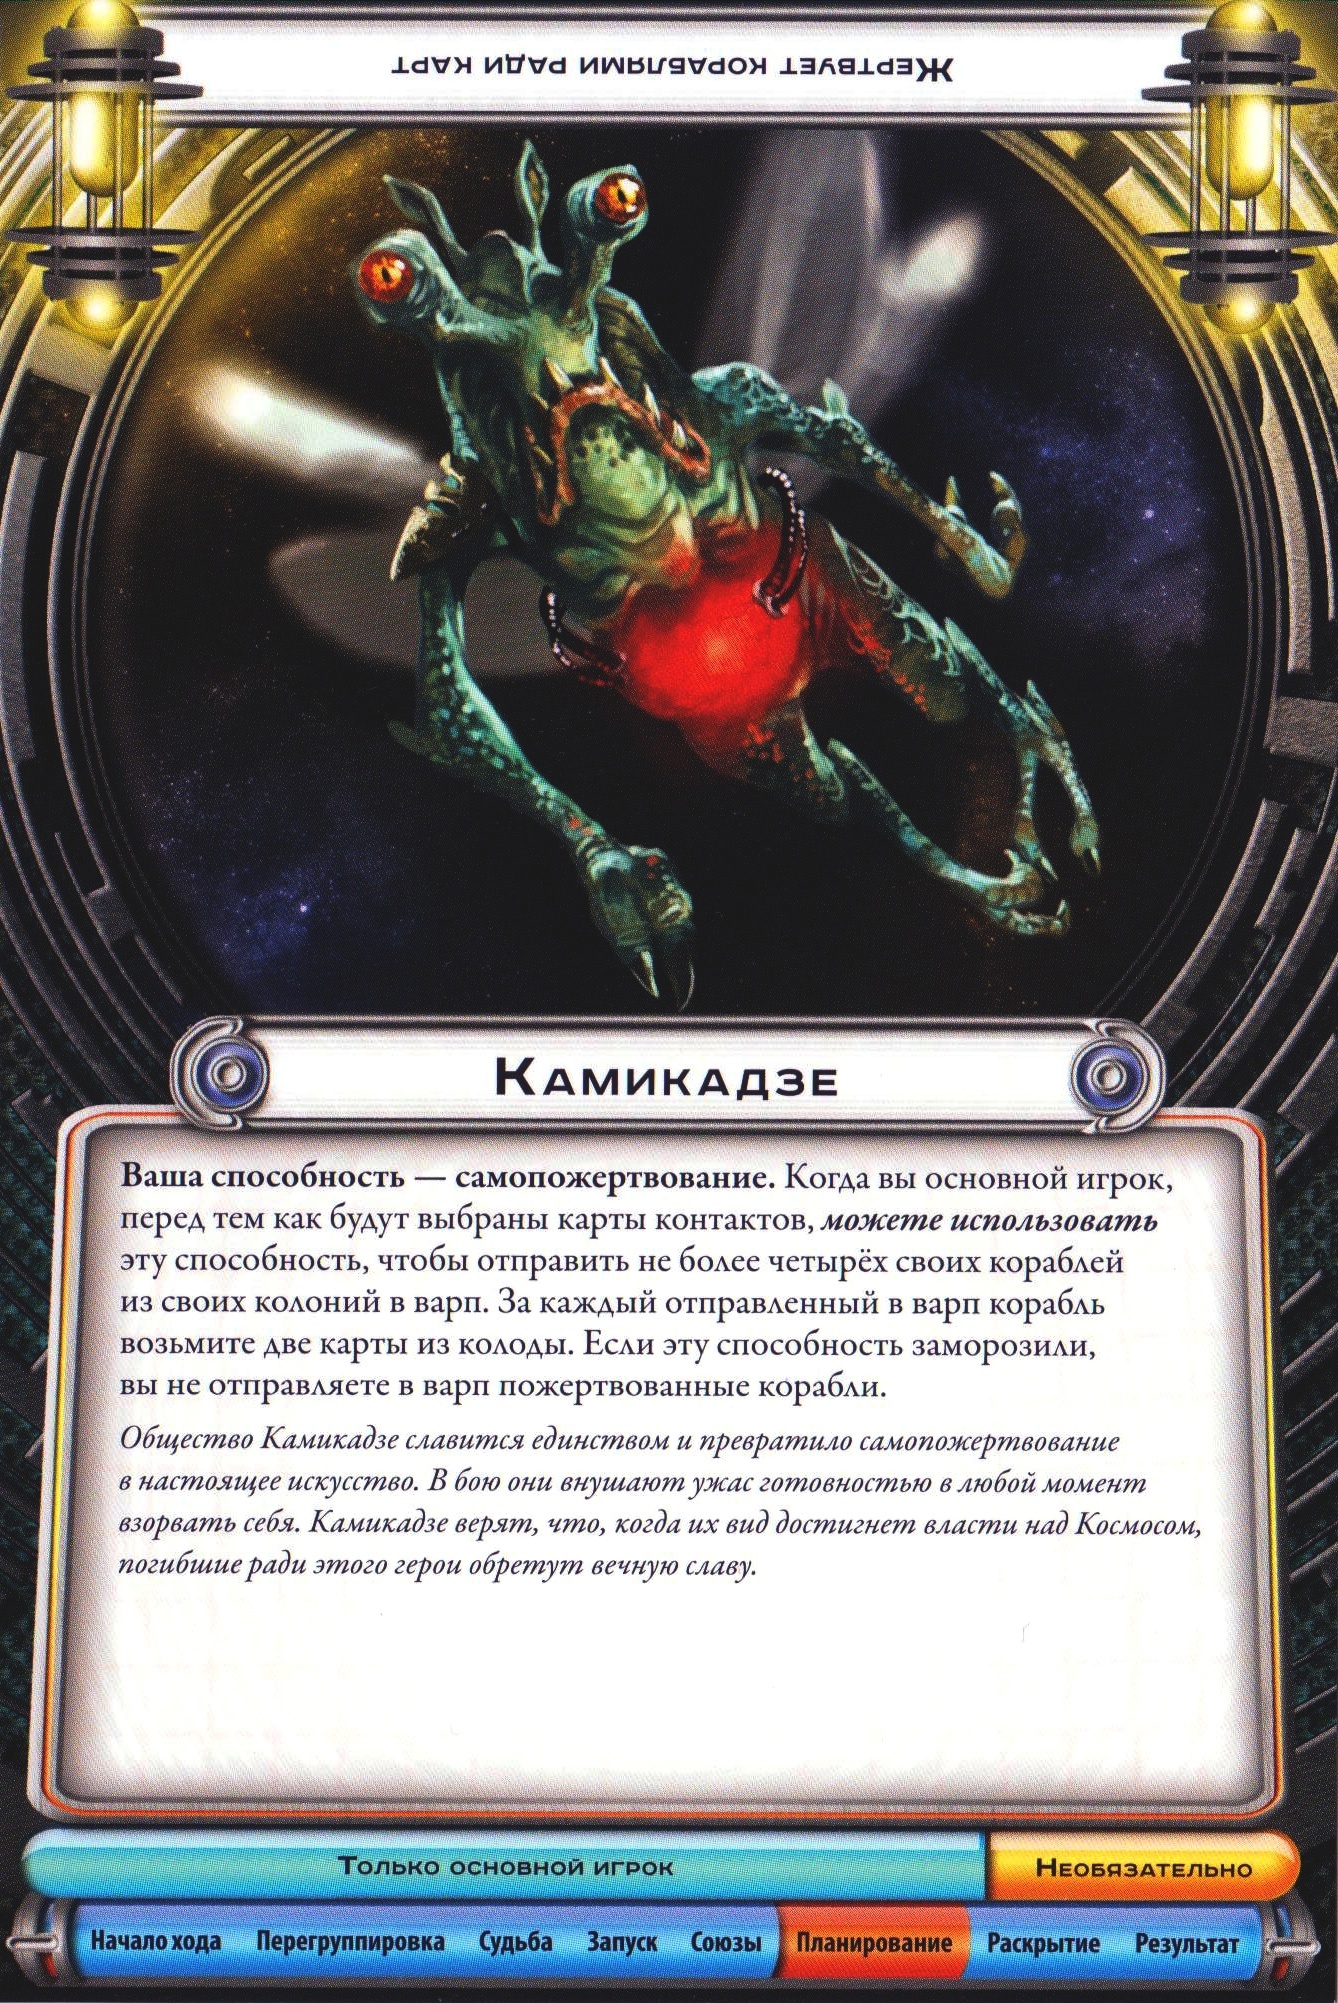 Жертвует кораблями ради карт
Камикадзе
Ваша способность — самопожертвование. Когда вы основной игрок,
перед тем как будут выбраны карты контактов, можете использовать
эту способность, чтобы отправить не более четырёх своих кораблей
из своих колоний в варп. За каждый отправленный в варп корабль
возьмите две карты из колоды. Если эту способность заморозили,
вы не отправляете в варп пожертвованные корабли.
Общество Камикадзе славится единством и превратило самопожертвование
в настоящее искусство. В бою они внушают ужас готовностью в любой момент
взорвать себя. Камикадзе верят, что, когда их вид достигнет власти над Космосом,
погибшие ради этого герои обретут вечную славу.
Только основной игрок Необязательно
Начало хода Перегруппировка Судьба Запуск Союзы Планирование Раскрытие Результат